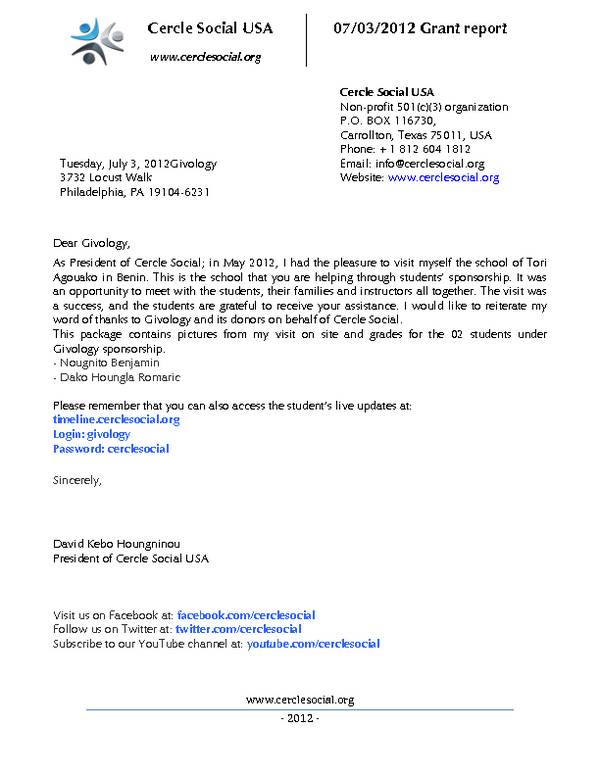 Cercle Social USA
www.cerclesocial.org
07/03/2012 Grant report
Cercle Social USA
Non-profit 501(c)(3) organization
P.O. BOX 116730,
Carrollton, Texas 75011, USA
Phone: + 1 812 604 1812
Email: info@cerclesocial.org
Website: www.cerclesocial.org
Tuesday, July 3, 2012Givology
3732 Locust Walk
Philadelphia, PA 19104-6231
Dear Givology,
As President of Cercle Social; in May 2012, I had the pleasure to visit myself the school of Tori
Agouako in Benin. This is the school that you are helping through students’ sponsorship. It was
an opportunity to meet with the students, their families and instructors all together. The visit was
a success, and the students are grateful to receive your assistance. I would like to reiterate my
word of thanks to Givology and its donors on behalf of Cercle Social.
This package contains pictures from my visit on site and grades for the 02 students under
Givology sponsorship.
- Nougnito Benjamin
- Dako Houngla Romaric
Please remember that you can also access the student’s live updates at:
timeline.cerclesocial.org
Login: givology
Password: cerclesocial
Sincerely,
David Kebo Houngninou
President of Cercle Social USA
Visit us on Facebook at: facebook.com/cerclesocial
Follow us on Twitter at: twitter.com/cerclesocial
Subscribe to our YouTube channel at: youtube.com/cerclesocial
www.cerclesocial.org
- 2012 -